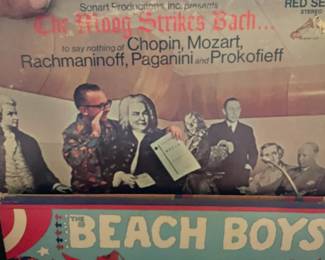 Sonart Productions, Inc. presents
RED SE
STEREO
The Moog Strikes Bach...
to say nothing of Chopin, Mozart,
Rachmaninoff, Paganini and Prokofieff
THE
BEACH BOYS